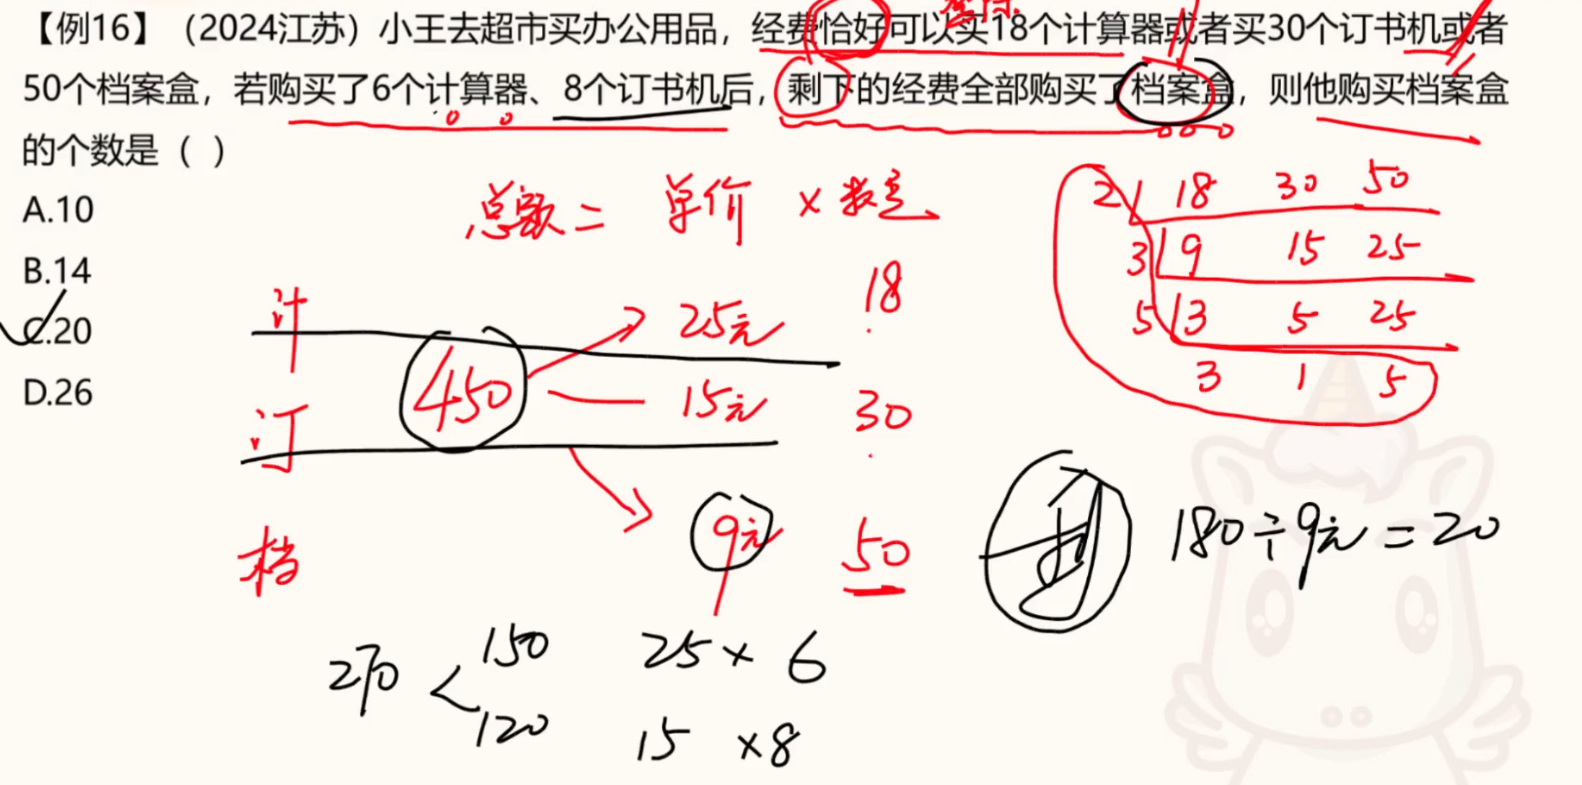 【例16】（2024江苏）小王去超市买办公用品，经费恰好可以买18个计算器或者买30个订书机或者
50个档案盒，若购买了6个计算器、8个订书机后，剩下的经费全部购买了档案盒，则他购买档案盒
的个数是（ ）
A.10
B.14
C.20
D.26
总额= 单价 × 数量
2 18 30 50
3 9 15 25
5 3 5 25
3 1 5
计 25元 18
450
订 15元 30
档 9元 50
180÷9元=20
270 < 150 25×6
120 15×8